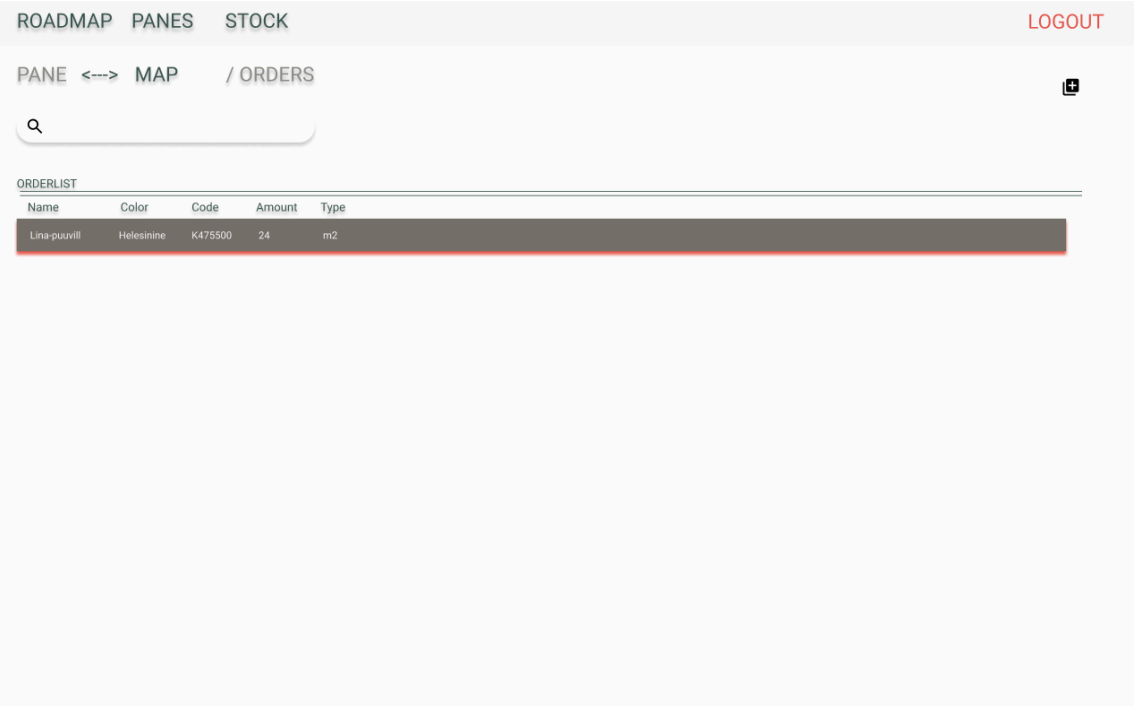 ROADMAP PANES STOCK LOGOUT
PANE <---> MAP / ORDERS
ORDERLIST
Name Color Code Amount Type
Lina-puuvill Helesinine K475500 24 m2